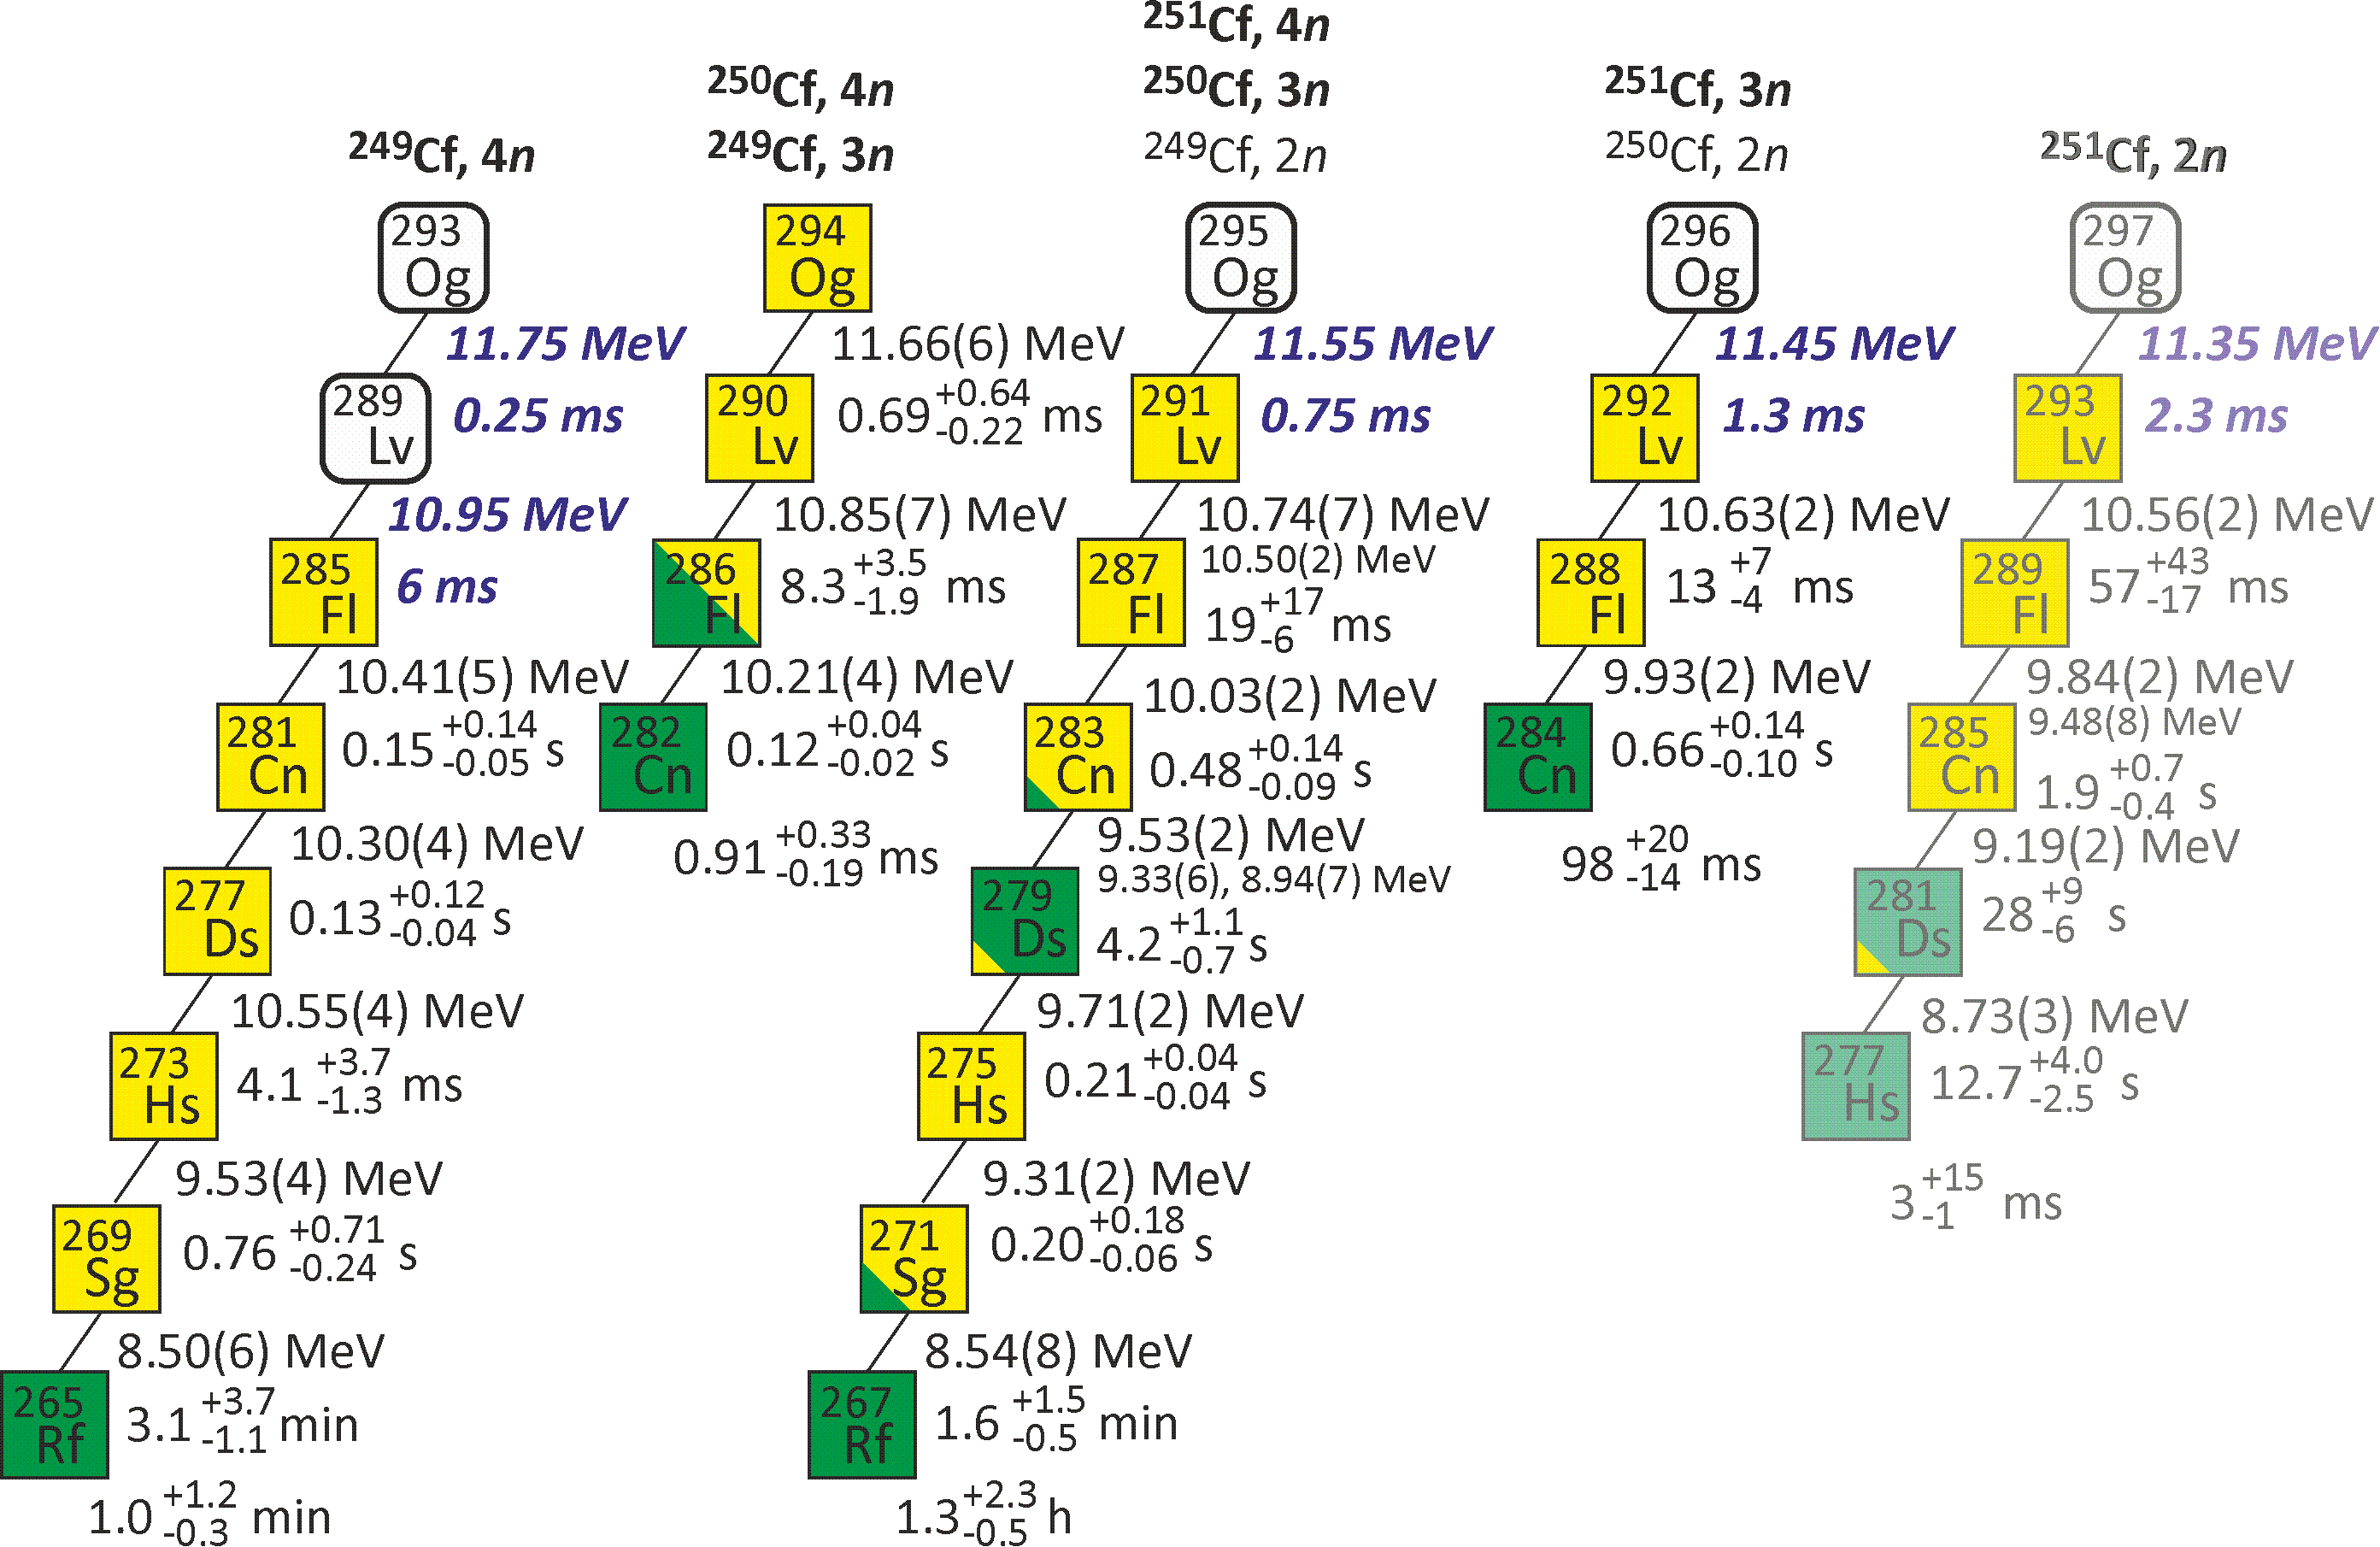 ²⁴⁹Cf, 4n
293
Og
11.75 MeV
0.25 ms
289
Lv
10.95 MeV
6 ms
285
Fl
10.41(5) MeV
0.15 +0.14 -0.05 s
281
Cn
10.30(4) MeV
0.13 +0.12 -0.04 s
277
Ds
10.55(4) MeV
4.1 +3.7 -1.3 ms
273
Hs
9.53(4) MeV
0.76 +0.71 -0.24 s
269
Sg
8.50(6) MeV
3.1 +3.7 -1.1 min
265
Rf
1.0 +1.2 -0.3 min
²⁵⁰Cf, 4n
²⁴⁹Cf, 3n
294
Og
11.66(6) MeV
0.69 +0.64 -0.22 ms
290
Lv
10.85(7) MeV
8.3 +3.5 -1.9 ms
286
Fl
10.21(4) MeV
0.12 +0.04 -0.02 s
282
Cn
0.91 +0.33 -0.19 ms
²⁵¹Cf, 4n
²⁵⁰Cf, 3n
²⁴⁹Cf, 2n
295
Og
11.55 MeV
0.75 ms
291
Lv
10.74(7) MeV
10.50(2) MeV
19 +17 -6 ms
287
Fl
10.03(2) MeV
0.48 +0.14 -0.09 s
283
Cn
9.53(2) MeV
9.33(6), 8.94(7) MeV
4.2 +1.1 -0.7 s
279
Ds
9.71(2) MeV
0.21 +0.04 -0.04 s
275
Hs
9.31(2) MeV
0.20 +0.18 -0.06 s
271
Sg
8.54(8) MeV
1.6 +1.5 -0.5 min
267
Rf
1.3 +2.3 -0.5 h
²⁵¹Cf, 3n
²⁵⁰Cf, 2n
296
Og
11.45 MeV
1.3 ms
292
Lv
10.63(2) MeV
13 +7 -4 ms
288
Fl
9.93(2) MeV
0.66 +0.14 -0.10 s
284
Cn
98 +20 -14 ms
²⁵¹Cf, 2n
297
Og
11.35 MeV
2.3 ms
293
Lv
10.56(2) MeV
57 +43 -17 ms
289
Fl
9.84(2) MeV
9.48(8) MeV
1.9 +0.7 -0.4 s
285
Cn
9.19(2) MeV
28 +9 -6 s
281
Ds
8.73(3) MeV
12.7 +4.0 -2.5 s
277
Hs
3 +15 -1 ms